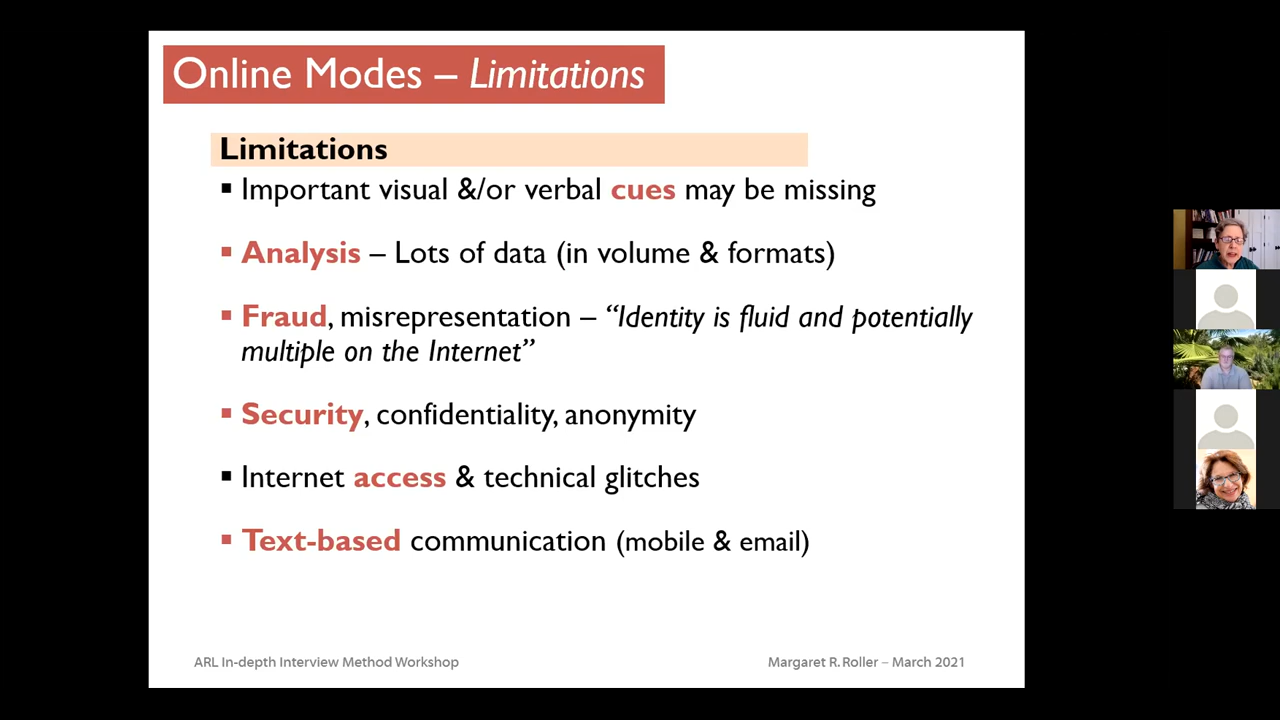 Online Modes – Limitations
Limitations
▪ Important visual &/or verbal cues may be missing
▪ Analysis – Lots of data (in volume & formats)
▪ Fraud, misrepresentation – “Identity is fluid and potentially
multiple on the Internet”
▪ Security, confidentiality, anonymity
▪ Internet access & technical glitches
▪ Text-based communication (mobile & email)
ARL In-depth Interview Method Workshop
Margaret R. Roller – March 2021